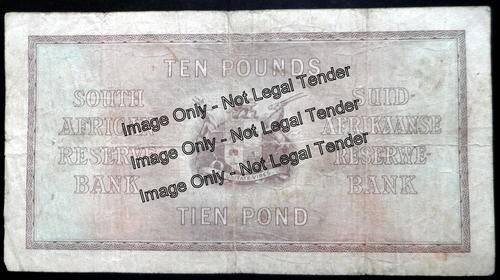 TEN POUNDS
SOUTH
AFRICAN
RESERVE
BANK
SUID-
AFRIKAANSE
RESERWE-
BANK
TIEN POND
Image Only - Not Legal Tender
Image Only - Not Legal Tender
Image Only - Not Legal Tender